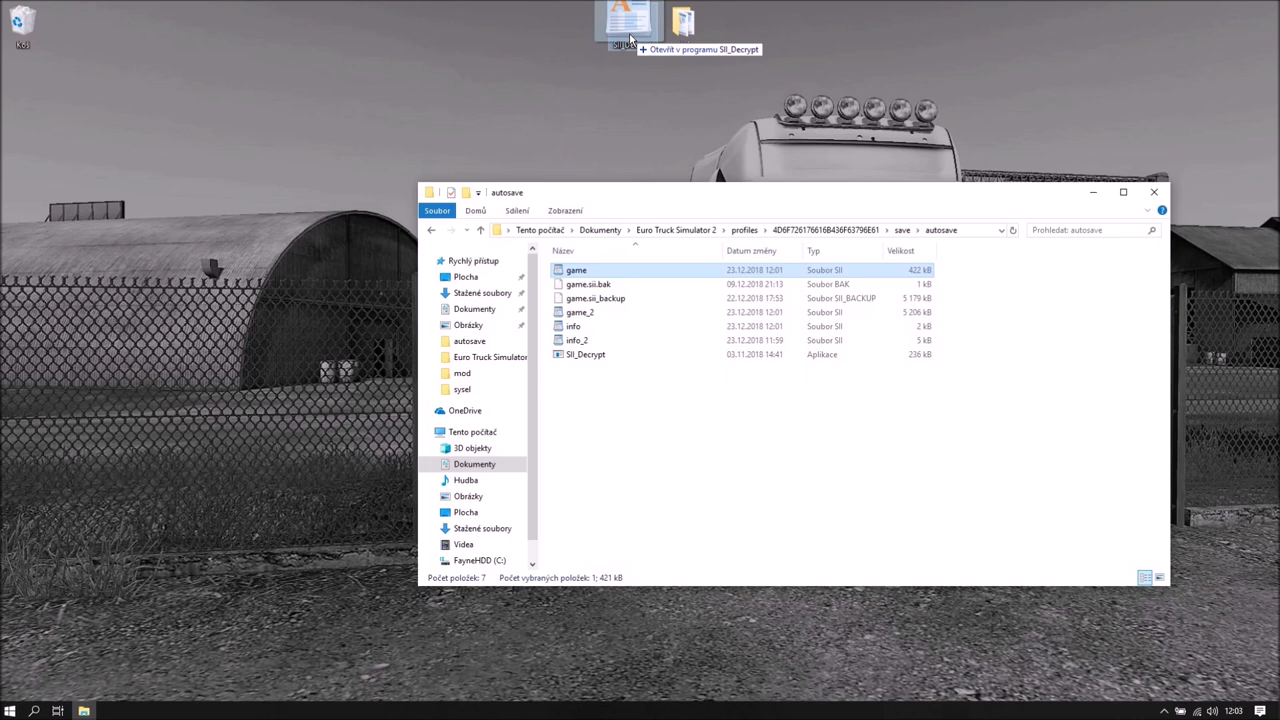 Koš
Otevřít v programu SII_Decrypt
autosave
Soubor
Domů
Sdílení
Zobrazení
Tento počítač
Dokumenty
Euro Truck Simulator 2
profiles
4D6F726176616B436F63796E61
save
autosave
Prohledat: autosave
Název
Datum změny
Typ
Velikost
game 23.12.2018 12:01 Soubor SII 422 kB
game.sii.bak 09.12.2018 21:13 Soubor BAK 1 kB
game.sii_backup 22.12.2018 17:53 Soubor SII_BACKUP 5 179 kB
game_2 23.12.2018 12:01 Soubor SII 5 206 kB
info 23.12.2018 12:01 Soubor SII 2 kB
info_2 23.12.2018 11:59 Soubor SII 5 kB
SII_Decrypt 03.11.2018 14:41 Aplikace 236 kB
Rychlý přístup
Plocha
Stažené soubory
Dokumenty
Obrázky
autosave
Euro Truck Simulator
mod
sysel
OneDrive
Tento počítač
3D objekty
Dokumenty
Hudba
Obrázky
Plocha
Stažené soubory
Videa
FayneHDD (C:)
Počet položek: 7
Počet vybraných položek: 1; 421 kB
12:03